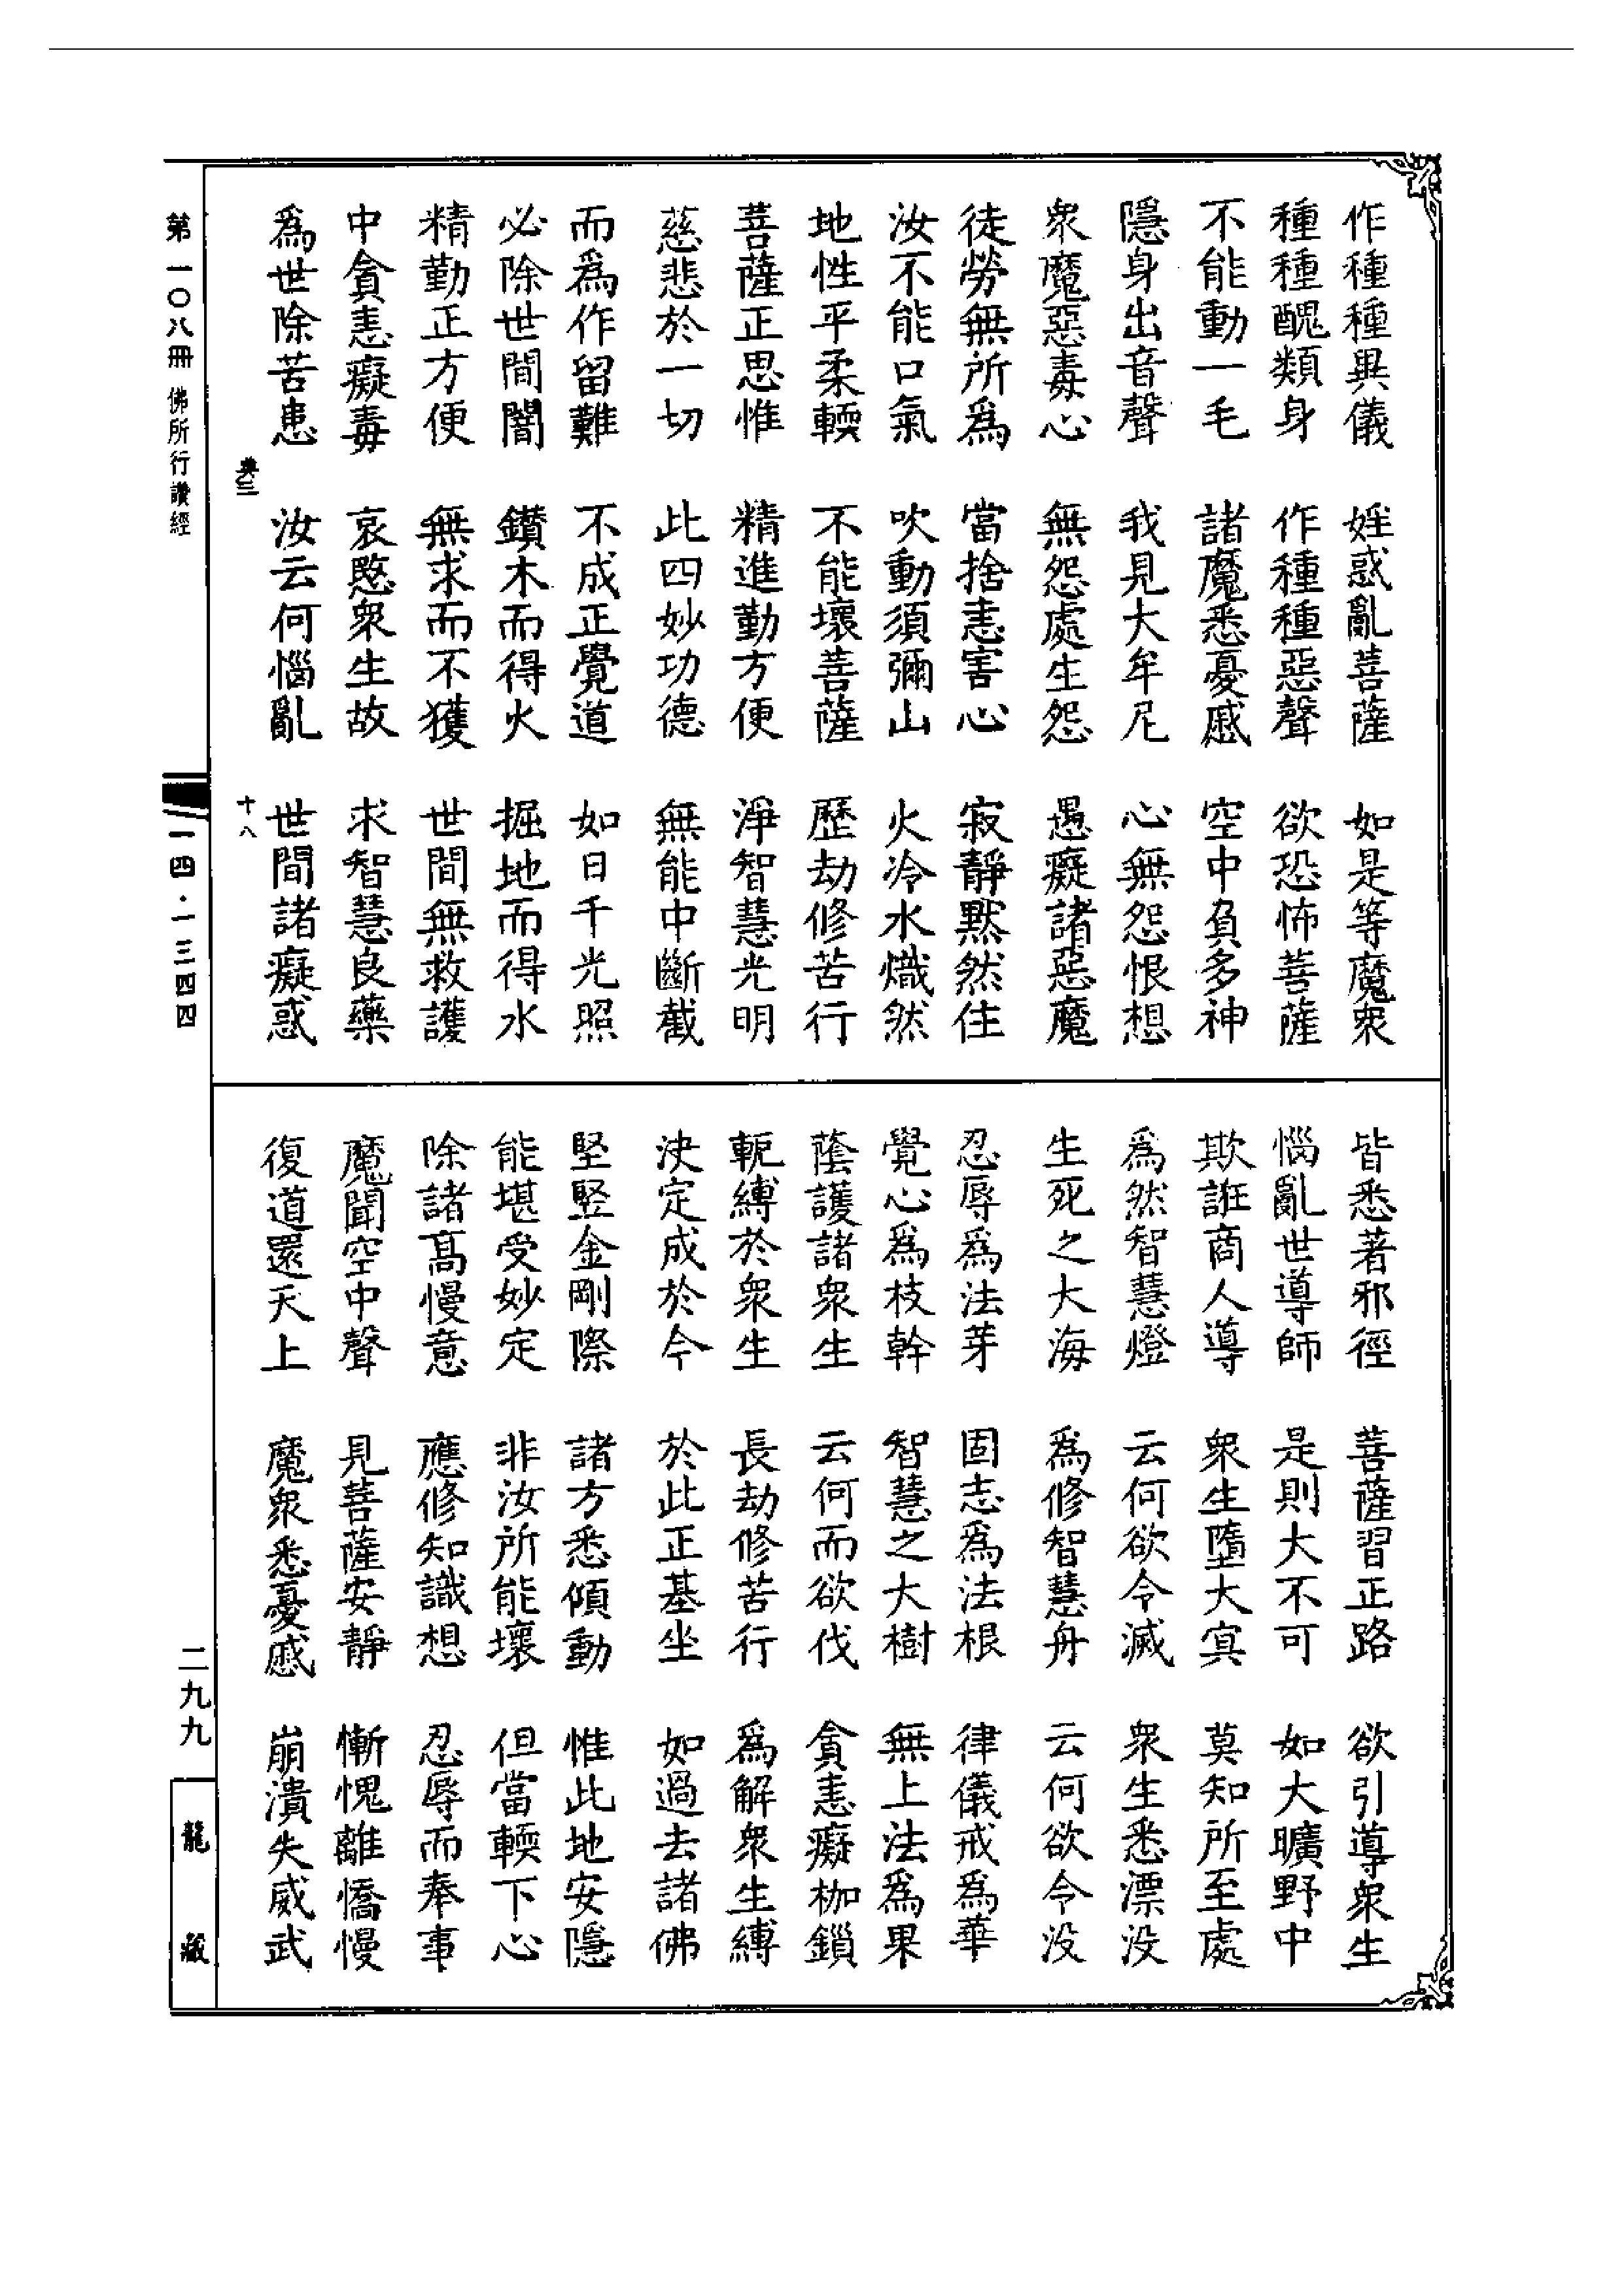 作種種異儀　婬惑亂菩薩　如是等魔衆
種種醜類身　作種種惡聲　欲恐怖菩薩
不能動一毛　諸魔悉憂慼　空中負多神
隱身出音聲　我見大牟尼　心無怨恨想
衆魔惡毒心　無怨處生怨　愚癡諸惡魔
徒勞無所爲　當捨恚害心　寂靜默然住
汝不能口氣　吹動須彌山　火冷水熾然
地性平柔輭　不能壞菩薩　歷劫修苦行
菩薩正思惟　精進勤方便　淨智慧光明
慈悲於一切　此四妙功德　無能中斷截
而爲作留難　不成正覺道　如日千光照
必除世間闇　鑽木而得火　掘地而得水
精勤正方便　無求而不獲　世間無救護
中貪恚癡毒　哀愍衆生故　求智慧良藥
爲世除苦患　汝云何惱亂　世間諸癡惑
典三　十八
皆悉著邪徑　菩薩習正路　欲引導衆生
惱亂世導師　是則大不可　如大曠野中
欺誑商人導　衆生墮大冥　莫知所至處
爲然智慧燈　云何欲令滅　衆生悉漂没
生死之大海　爲修智慧舟　云何欲令没
忍辱爲法芽　固志爲法根　律儀戒爲華
覺心爲枝幹　智慧之大樹　無上法爲果
蔭護諸衆生　云何而欲伐　貪恚癡枷鎖
軛縛於衆生　長劫修苦行　爲解衆生縛
決定成於今　於此正基坐　如過去諸佛
堅竪金剛際　諸方悉傾動　惟此地安隱
能堪受妙定　非汝所能壞　但當輭下心
除諸高慢意　應修知識想　忍辱而奉事
魔聞空中聲　見菩薩安靜　慚愧離憍慢
復道還天上　魔衆悉憂慼　崩潰失威武
第一〇八冊　佛所行讚經
一四·一三四四
二九九
龍藏